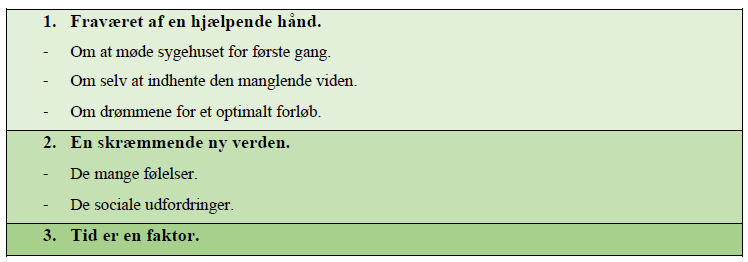 1. Fraværet af en hjælpende hånd.
- Om at møde sygehuset for første gang.
- Om selv at indhente den manglende viden.
- Om drømmene for et optimalt forløb.
2. En skræmmende ny verden.
- De mange følelser.
- De sociale udfordringer.
3. Tid er en faktor.